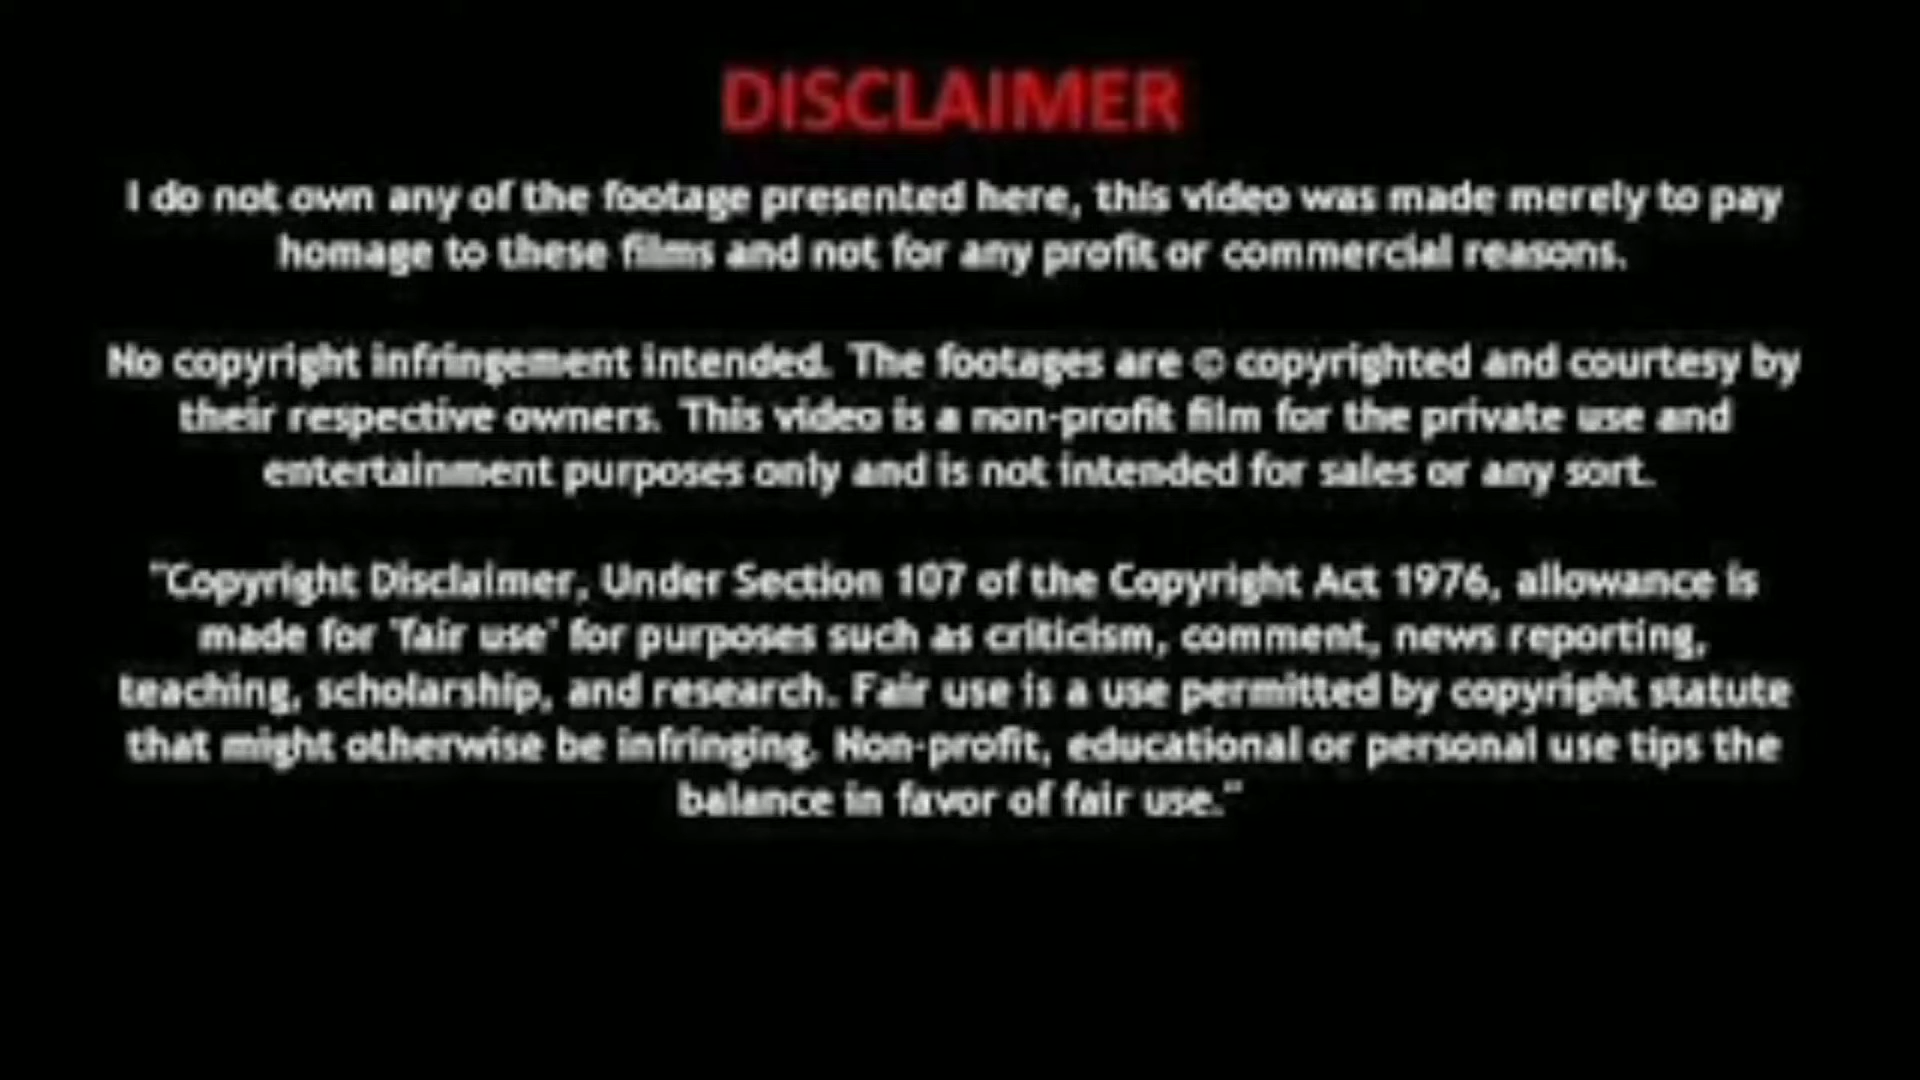 DISCLAIMER
I do not own any of the footage presented here, this video was made merely to pay
homage to these films and not for any profit or commercial reasons.
No copyright infringement intended. The footages are © copyrighted and courtesy by
their respective owners. This video is a non-profit film for the private use and
entertainment purposes only and is not intended for sales or any sort.
"Copyright Disclaimer, Under Section 107 of the Copyright Act 1976, allowance is
made for 'fair use' for purposes such as criticism, comment, news reporting,
teaching, scholarship, and research. Fair use is a use permitted by copyright statute
that might otherwise be infringing. Non-profit, educational or personal use tips the
balance in favor of fair use."